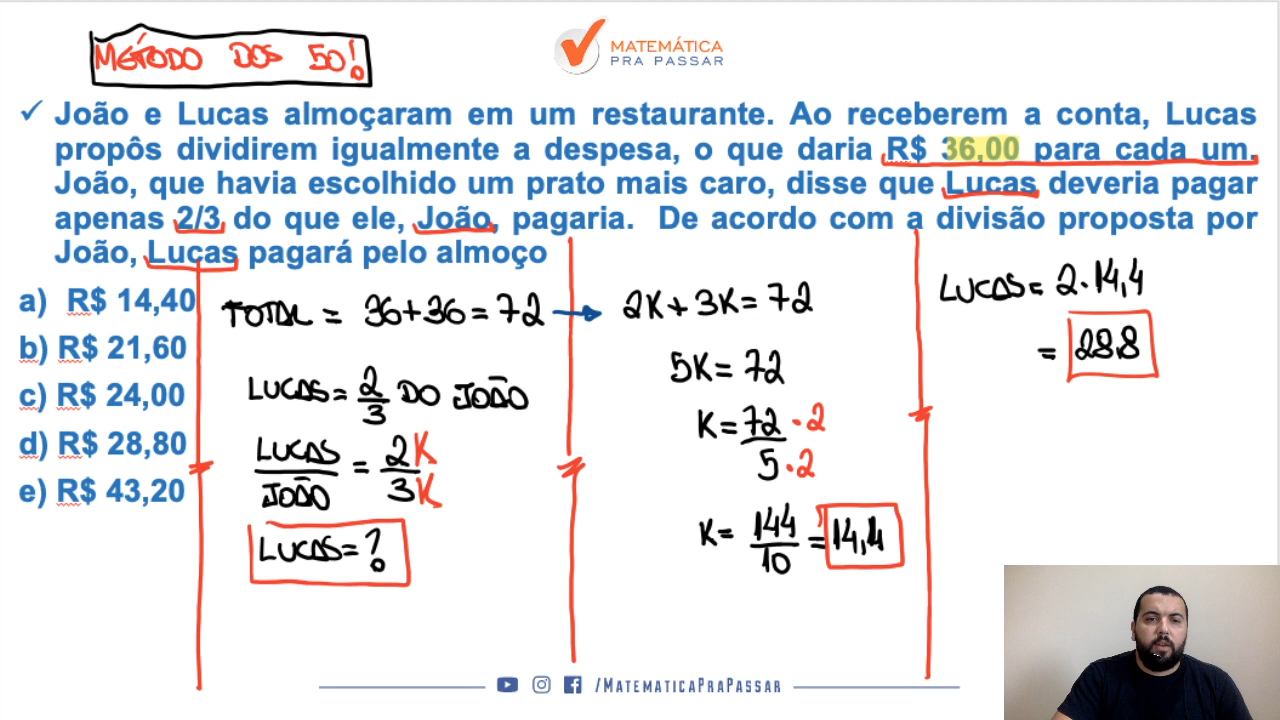 MÉTODO DOS 50!
MATEMÁTICA
PRA PASSAR
✓ João e Lucas almoçaram em um restaurante. Ao receberem a conta, Lucas
propôs dividirem igualmente a despesa, o que daria R$ 36,00 para cada um.
João, que havia escolhido um prato mais caro, disse que Lucas deveria pagar
apenas 2/3 do que ele, João, pagaria. De acordo com a divisão proposta por
João, Lucas pagará pelo almoço
a) R$ 14,40
b) R$ 21,60
c) R$ 24,00
d) R$ 28,80
e) R$ 43,20
TOTAL = 36+36=72
LUCAS= 2/3 DO JOÃO
LUCAS/JOÃO = 2K/3K
LUCAS=?
2K+3K=72
5K=72
K=72·2/5·2
K= 144/10 = 14,4
LUCAS= 2·14,4
= 28,8
/MATEMATICAPRAPASSAR